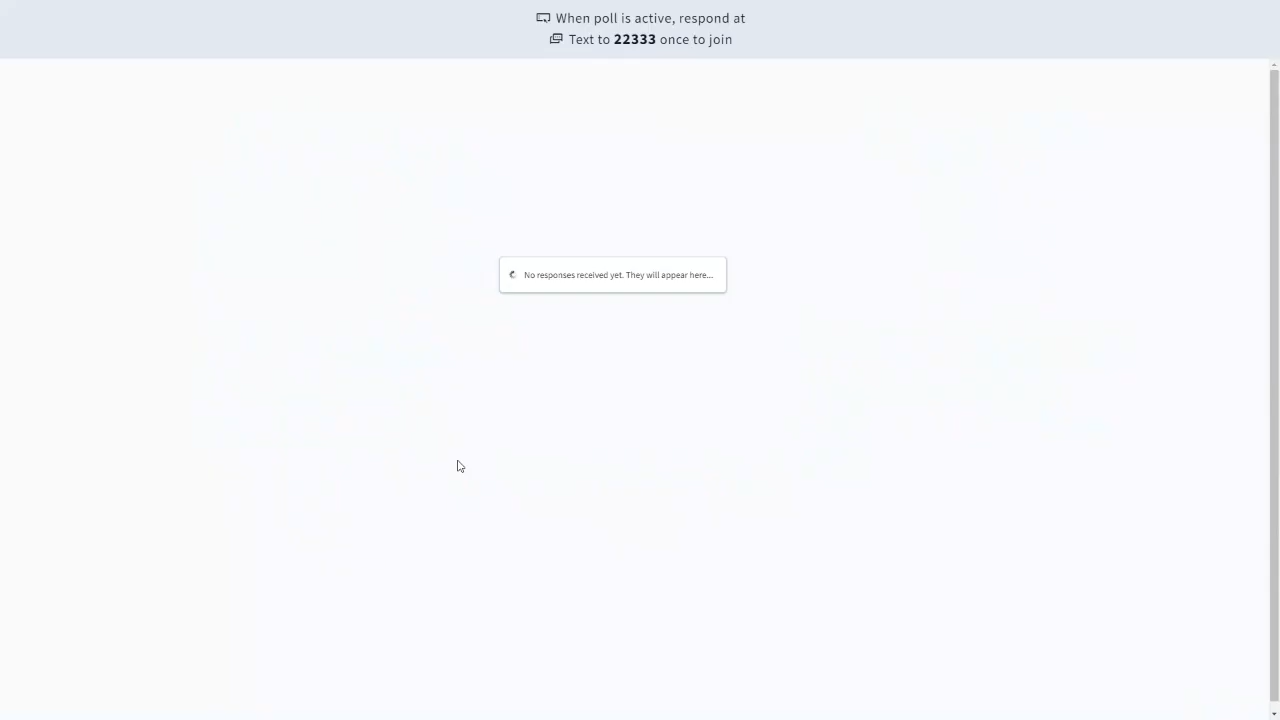 When poll is active, respond at
Text to 22333 once to join
No responses received yet. They will appear here...